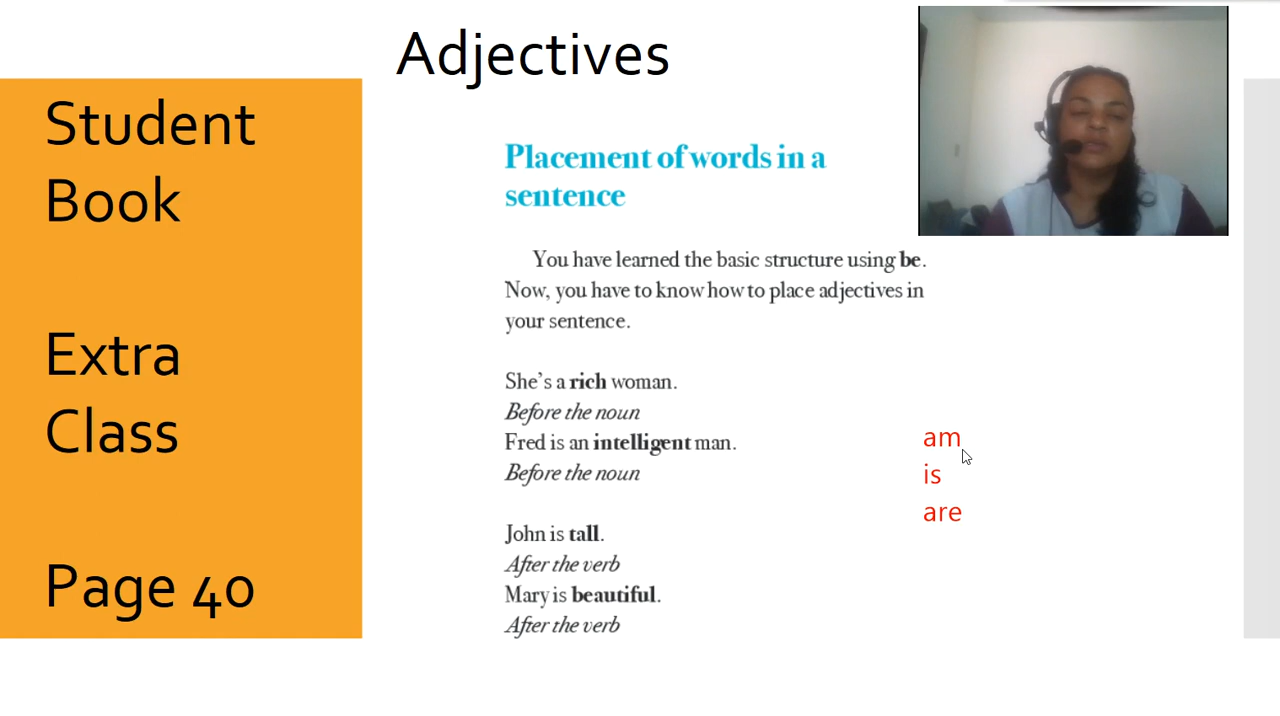 Adjectives
Student
Book
Extra
Class
Page 40
Placement of words in a
sentence
You have learned the basic structure using be.
Now, you have to know how to place adjectives in
your sentence.
She's a rich woman.
Before the noun
Fred is an intelligent man.
Before the noun
John is tall.
After the verb
Mary is beautiful.
After the verb
am
is
are